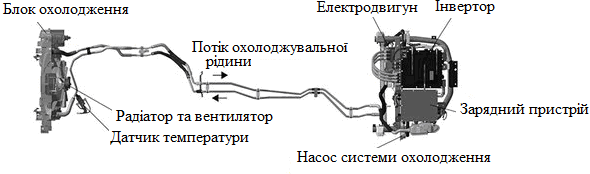 Блок охолодження
Електродвигун
Інвертор
Потік охолоджувальної
рідини
Радіатор та вентилятор
Датчик температури
Зарядний пристрій
Насос системи охолодження